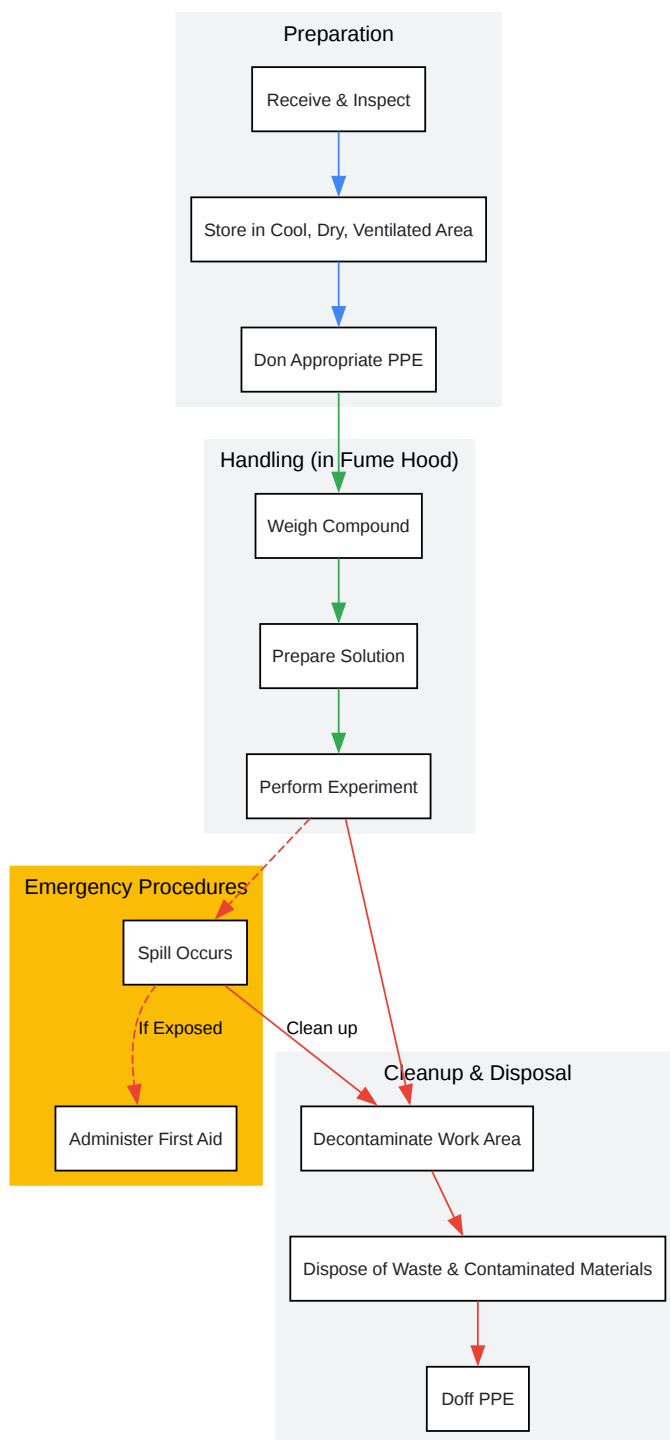 Preparation
Receive & Inspect
Store in Cool, Dry, Ventilated Area
Don Appropriate PPE
Handling (in Fume Hood)
Weigh Compound
Prepare Solution
Perform Experiment
Emergency Procedures
Spill Occurs
If Exposed
Clean up
Administer First Aid
Cleanup & Disposal
Decontaminate Work Area
Dispose of Waste & Contaminated Materials
Doff PPE